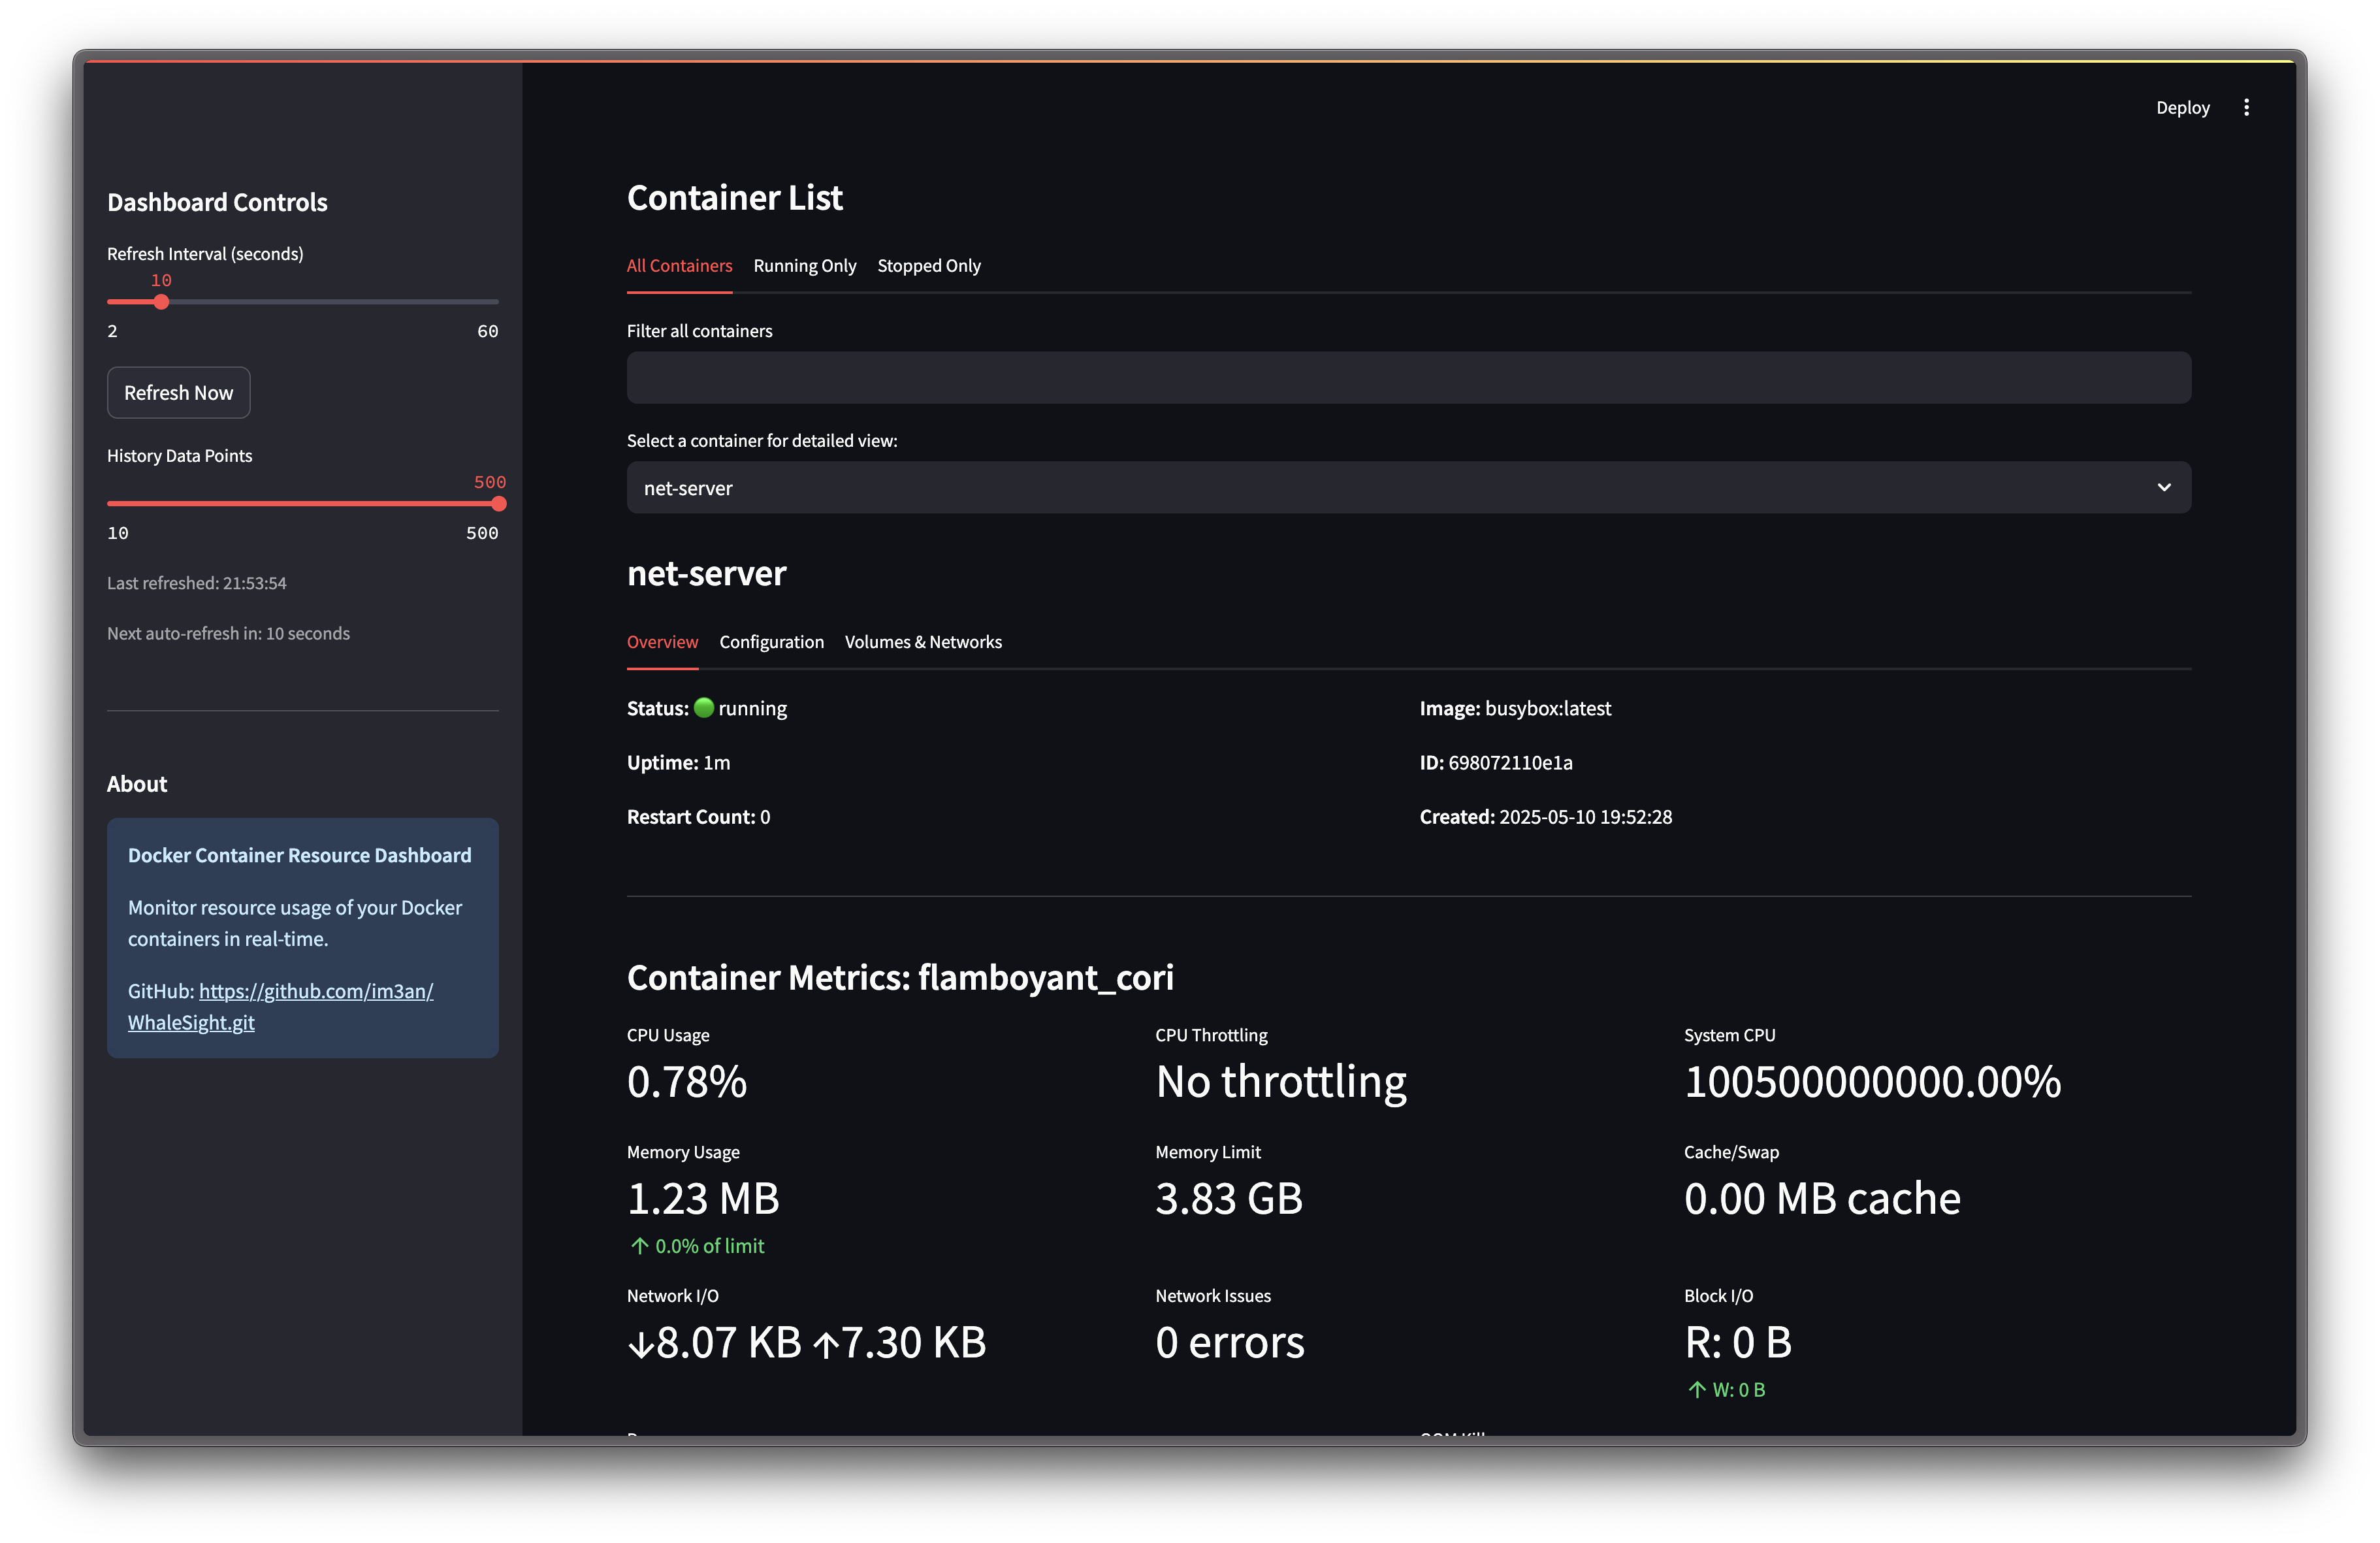 Deploy
Dashboard Controls
Refresh Interval (seconds)
10
2 60
Refresh Now
History Data Points
500
10 500
Last refreshed: 21:53:54
Next auto-refresh in: 10 seconds
About
Docker Container Resource Dashboard
Monitor resource usage of your Docker
containers in real-time.
GitHub: https://github.com/im3an/
WhaleSight.git
Container List
All Containers Running Only Stopped Only
Filter all containers
Select a container for detailed view:
net-server
net-server
Overview Configuration Volumes & Networks
Status: running
Image: busybox:latest
Uptime: 1m
ID: 698072110e1a
Restart Count: 0
Created: 2025-05-10 19:52:28
Container Metrics: flamboyant_cori
CPU Usage
0.78%
CPU Throttling
No throttling
System CPU
100500000000.00%
Memory Usage
1.23 MB
↑ 0.0% of limit
Memory Limit
3.83 GB
Cache/Swap
0.00 MB cache
Network I/O
↓8.07 KB ↑7.30 KB
Network Issues
0 errors
Block I/O
R: 0 B
↑ W: 0 B